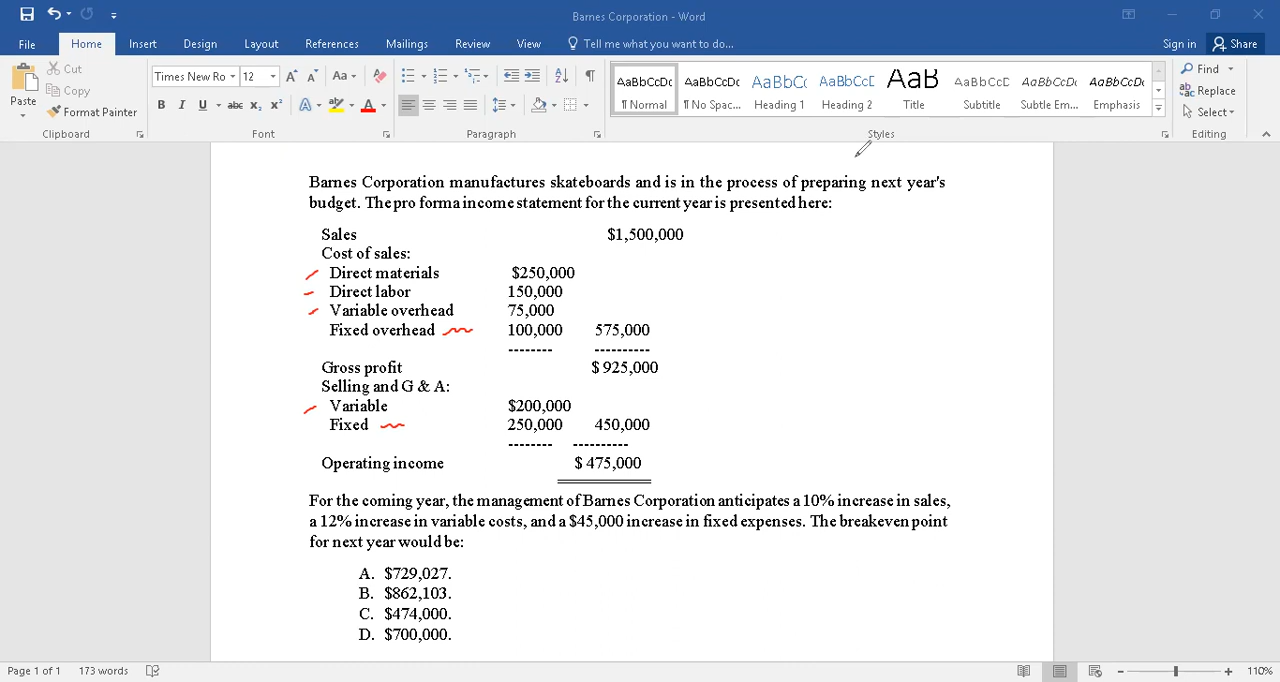 Barnes Corporation - Word
File Home Insert Design Layout References Mailings Review View Tell me what you want to do... Sign in Share
Paste Cut Copy Format Painter
Clipboard
Times New Ro 12 Aa
B I U abc x₂ x² A A
Font
Paragraph
AaBbCcDc AaBbCcDc AaBbCc AaBbCcE AaB AaBbCcD AaBbCcDc AaBbCcDc
¶ Normal ¶ No Spac... Heading 1 Heading 2 Title Subtitle Subtle Em... Emphasis
Styles
Find
Replace
Select
Editing
Barnes Corporation manufactures skateboards and is in the process of preparing next year's
budget. The pro forma income statement for the current year is presented here:
Sales $1,500,000
Cost of sales:
Direct materials $250,000
Direct labor 150,000
Variable overhead 75,000
Fixed overhead 100,000 575,000
-------- ----------
Gross profit $ 925,000
Selling and G & A:
Variable $200,000
Fixed 250,000 450,000
-------- ----------
Operating income $ 475,000
For the coming year, the management of Barnes Corporation anticipates a 10% increase in sales,
a 12% increase in variable costs, and a $45,000 increase in fixed expenses. The breakeven point
for next year would be:
A. $729,027.
B. $862,103.
C. $474,000.
D. $700,000.
Page 1 of 1 173 words 110%